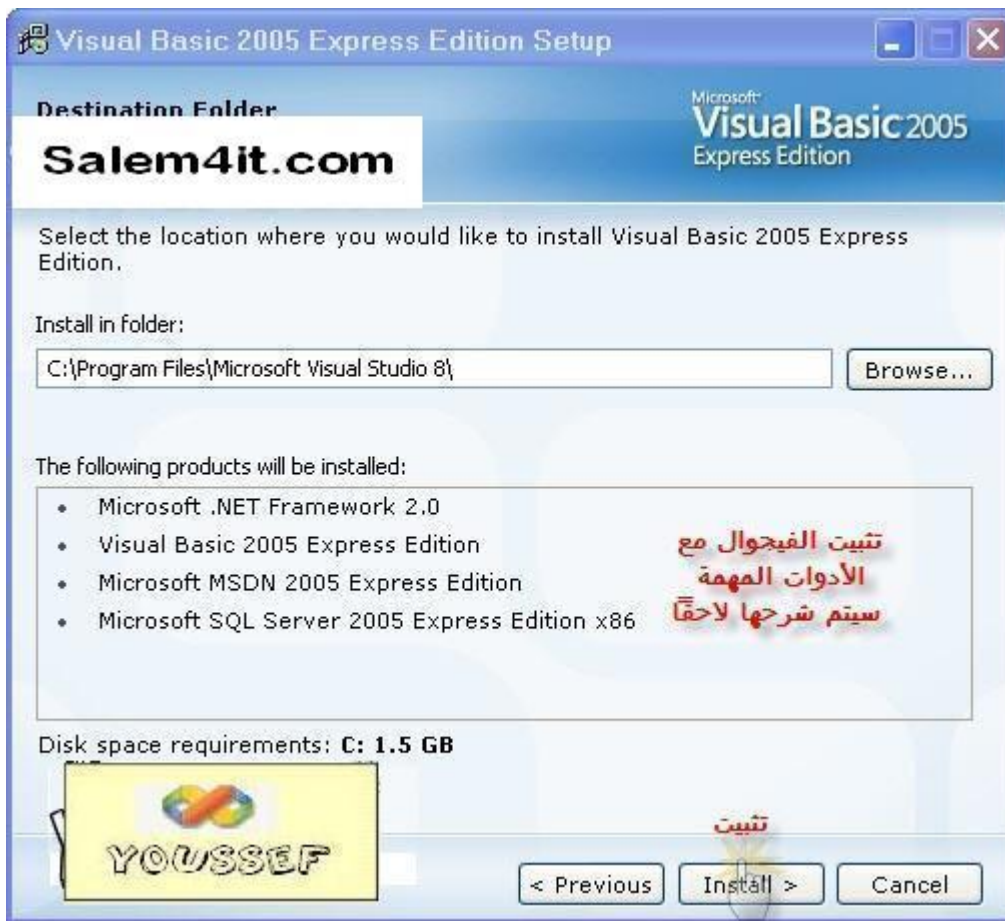 Visual Basic 2005 Express Edition Setup
Destination Folder
Microsoft
Visual Basic 2005
Express Edition
Salem4it.com
Select the location where you would like to install Visual Basic 2005 Express
Edition.
Install in folder:
C:\Program Files\Microsoft Visual Studio 8\
Browse...
The following products will be installed:
• Microsoft .NET Framework 2.0
• Visual Basic 2005 Express Edition
• Microsoft MSDN 2005 Express Edition
• Microsoft SQL Server 2005 Express Edition x86
تثبيت الفيجوال مع
الأدوات المهمة
سيتم شرحها لاحقًا
Disk space requirements: C: 1.5 GB
YOUSSEF
تثبيت
< Previous
Install >
Cancel